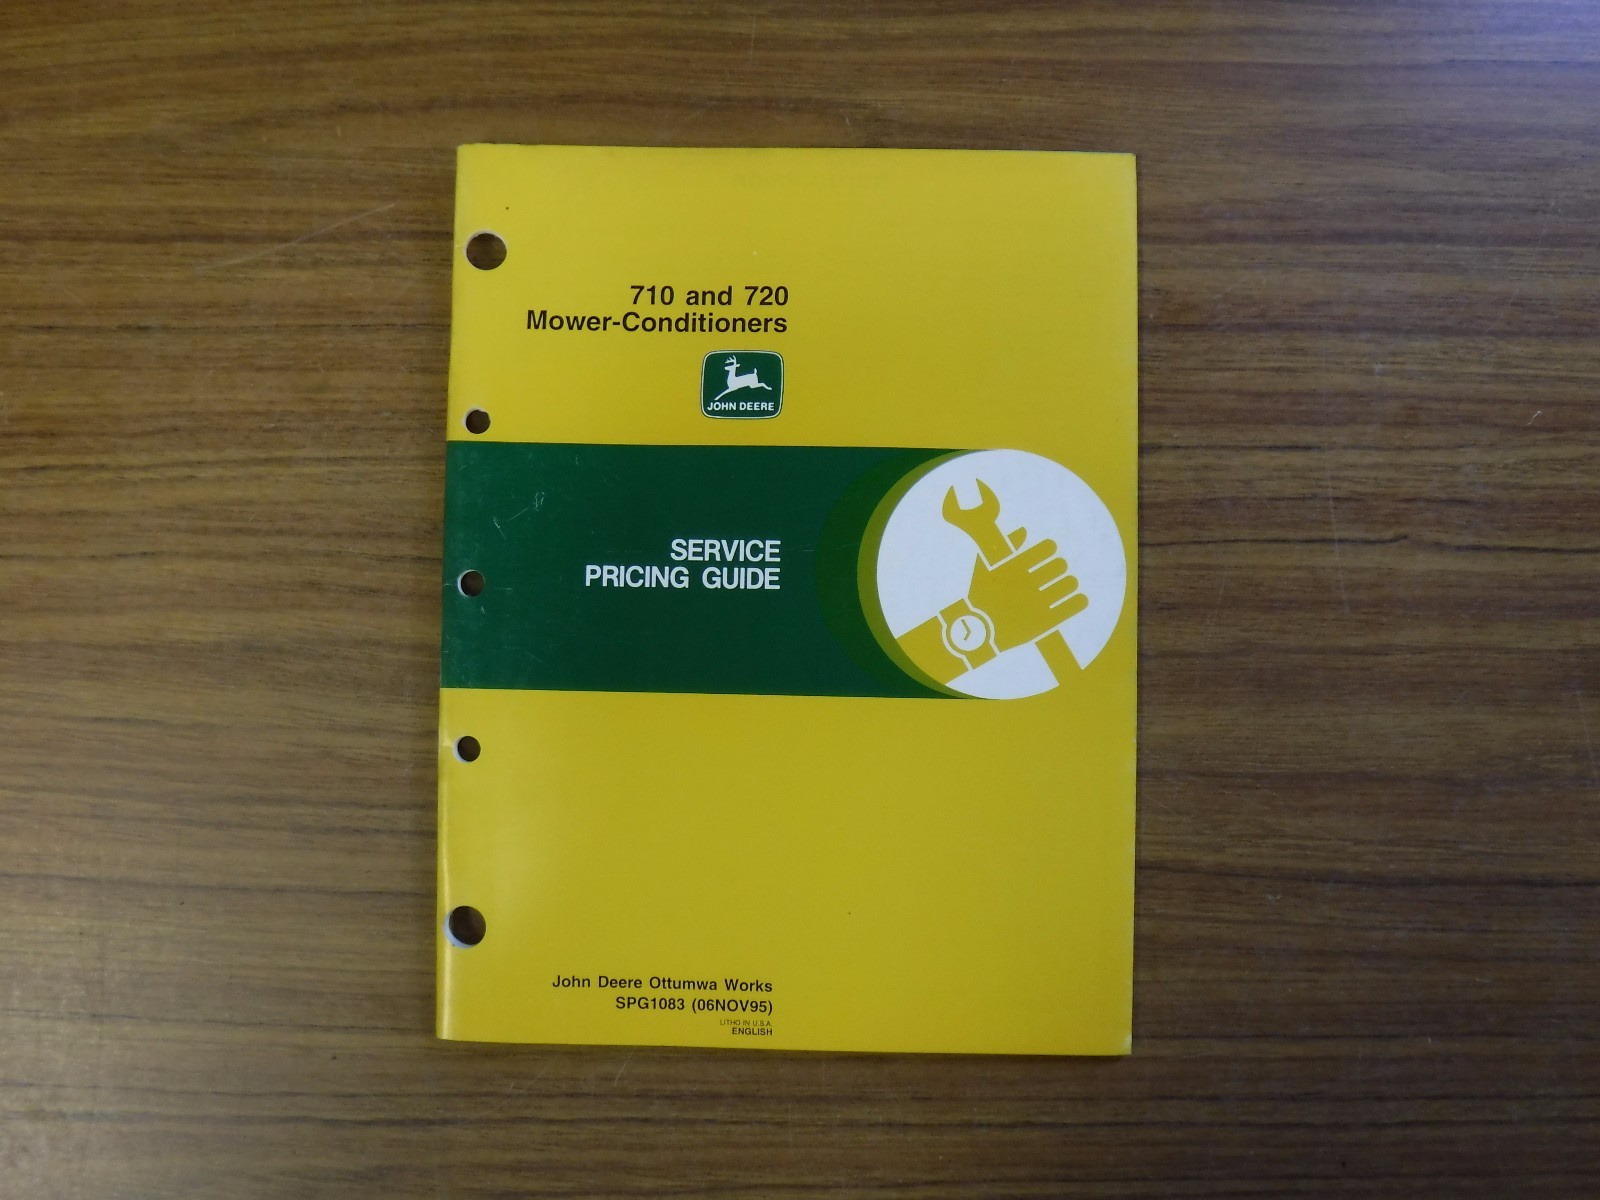 710 and 720
Mower-Conditioners
JOHN DEERE
SERVICE
PRICING GUIDE
John Deere Ottumwa Works
SPG1083 (06NOV95)
LITHO IN U.S.A.
ENGLISH